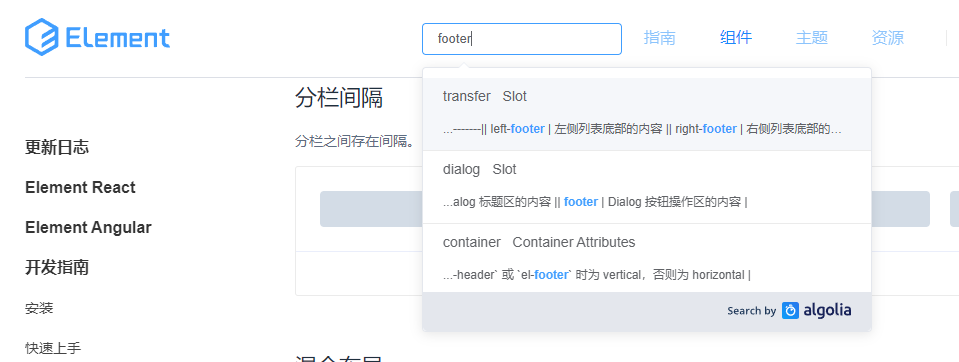 Element
footer
指南
组件
主题
资源
分栏间隔
transfer Slot
...-------|| left-footer | 左侧列表底部的内容 || right-footer | 右侧列表底部的...
分栏之间存在间隔。
更新日志
dialog Slot
Element React
...alog 标题区的内容 || footer | Dialog 按钮操作区的内容 |
Element Angular
container Container Attributes
开发指南
...-header` 或 `el-footer` 时为 vertical，否则为 horizontal |
安装
Search by algolia
快速上手
混合布局